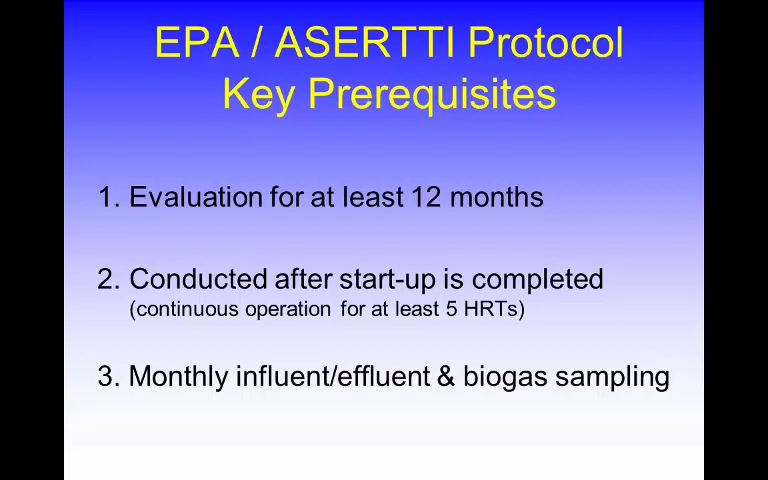 EPA / ASERTTI Protocol
Key Prerequisites
1. Evaluation for at least 12 months
2. Conducted after start-up is completed
(continuous operation for at least 5 HRTs)
3. Monthly influent/effluent & biogas sampling